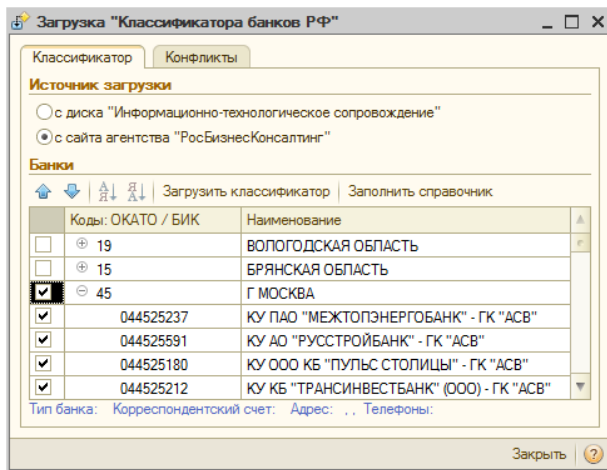 Загрузка "Классификатора банков РФ"
Классификатор Конфликты
Источник загрузки
с диска "Информационно-технологическое сопровождение"
с сайта агентства "РосБизнесКонсалтинг"
Банки
Загрузить классификатор Заполнить справочник
Коды: ОКАТО / БИК Наименование
19 ВОЛОГОДСКАЯ ОБЛАСТЬ
15 БРЯНСКАЯ ОБЛАСТЬ
45 Г МОСКВА
044525237 КУ ПАО "МЕЖТОПЭНЕРГОБАНК" - ГК "АСВ"
044525591 КУ АО "РУССТРОЙБАНК" - ГК "АСВ"
044525180 КУ ООО КБ "ПУЛЬС СТОЛИЦЫ" - ГК "АСВ"
044525212 КУ КБ "ТРАНСИНВЕСТБАНК" (ООО) - ГК "АСВ"
Тип банка: Корреспондентский счет: Адрес: , , Телефоны:
Закрыть ?